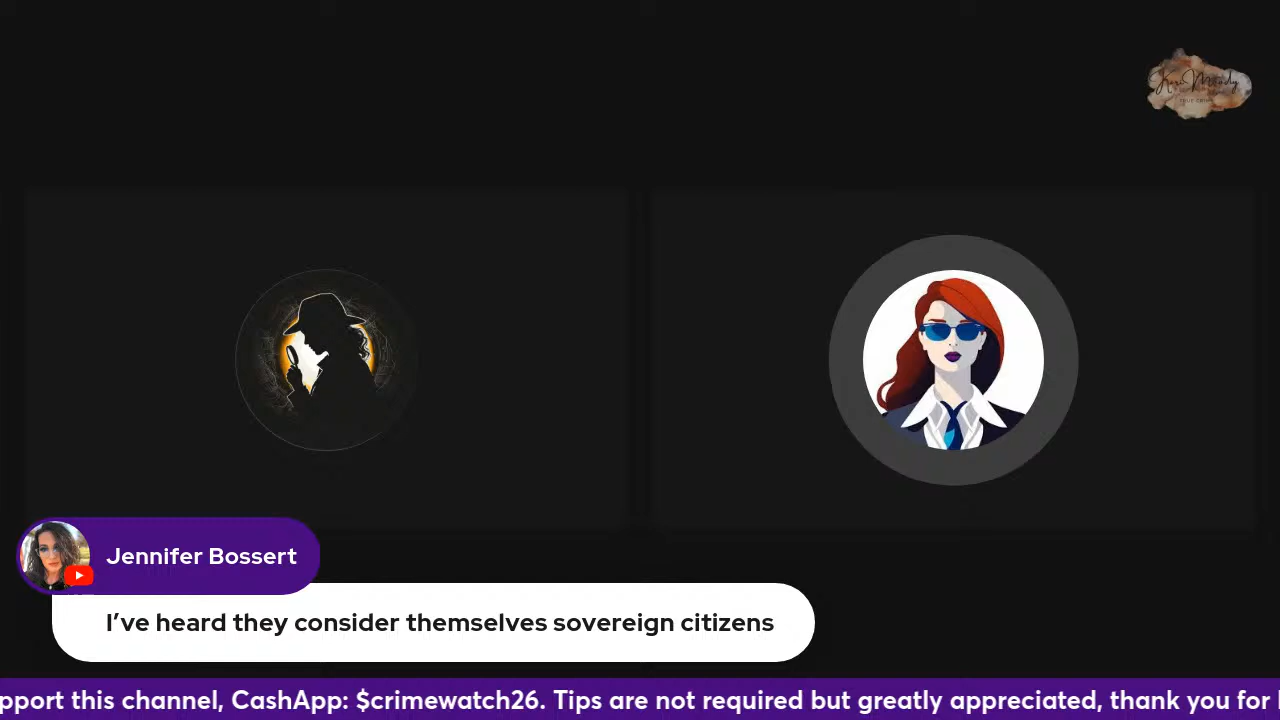 Jennifer Bossert
I’ve heard they consider themselves sovereign citizens
pport this channel, CashApp: $crimewatch26. Tips are not required but greatly appreciated, thank you for